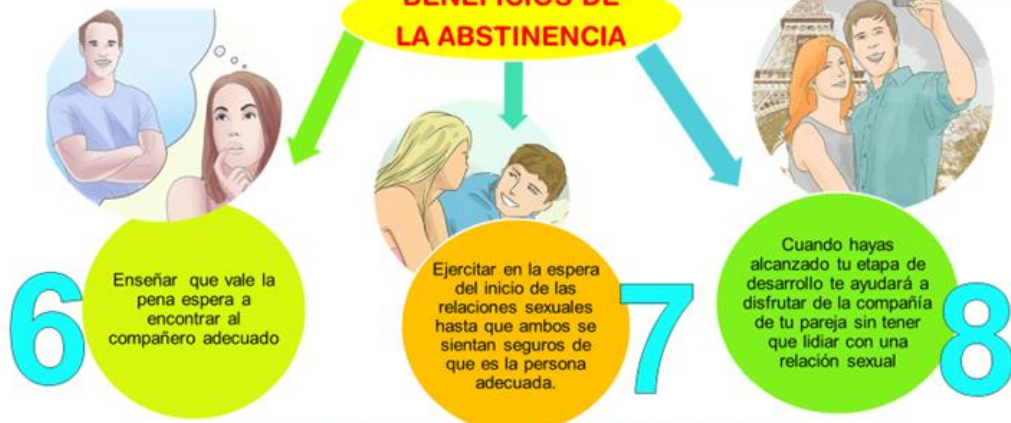 BENEFICIOS DE
LA ABSTINENCIA
6
Enseñar que vale la
pena espera a
encontrar al
compañero adecuado
Ejercitar en la espera
del inicio de las
relaciones sexuales
hasta que ambos se
sientan seguros de
que es la persona
adecuada.
7
Cuando hayas
alcanzado tu etapa de
desarrollo te ayudará a
disfrutar de la compañía
de tu pareja sin tener
que lidiar con una
relación sexual
8